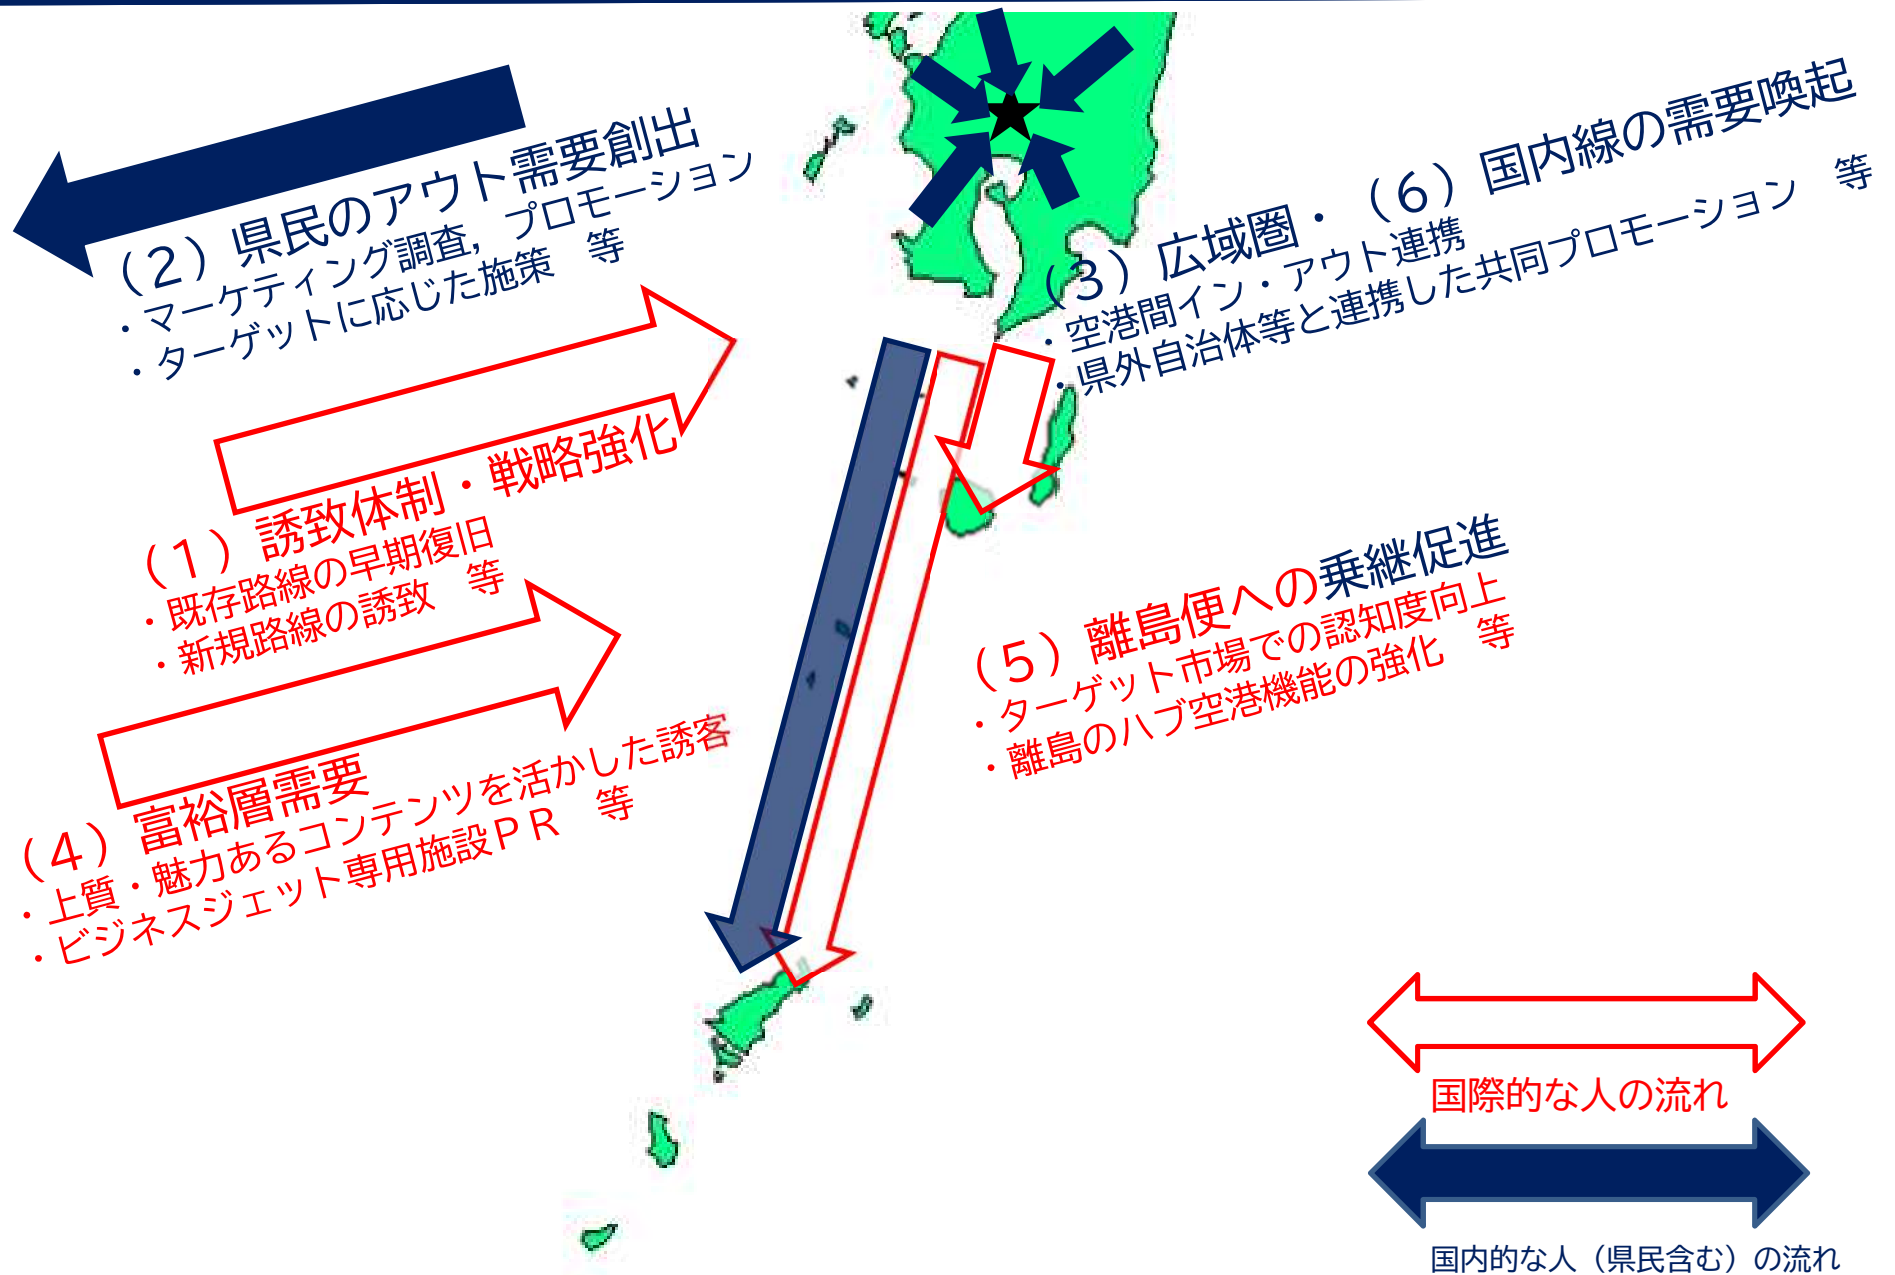 （2）県民のアウト需要創出
・マーケティング調査，プロモーション
・ターゲットに応じた施策　等
（3）広域圏・（6）国内線の需要喚起
・空港間イン・アウト連携
・県外自治体等と連携した共同プロモーション　等
（1）誘致体制・戦略強化
・既存路線の早期復旧
・新規路線の誘致　等
（5）離島便への乗継促進
・ターゲット市場での認知度向上
・離島のハブ空港機能の強化　等
（4）富裕層需要
・上質・魅力あるコンテンツを活かした誘客
・ビジネスジェット専用施設ＰＲ　等
国際的な人の流れ
国内的な人（県民含む）の流れ